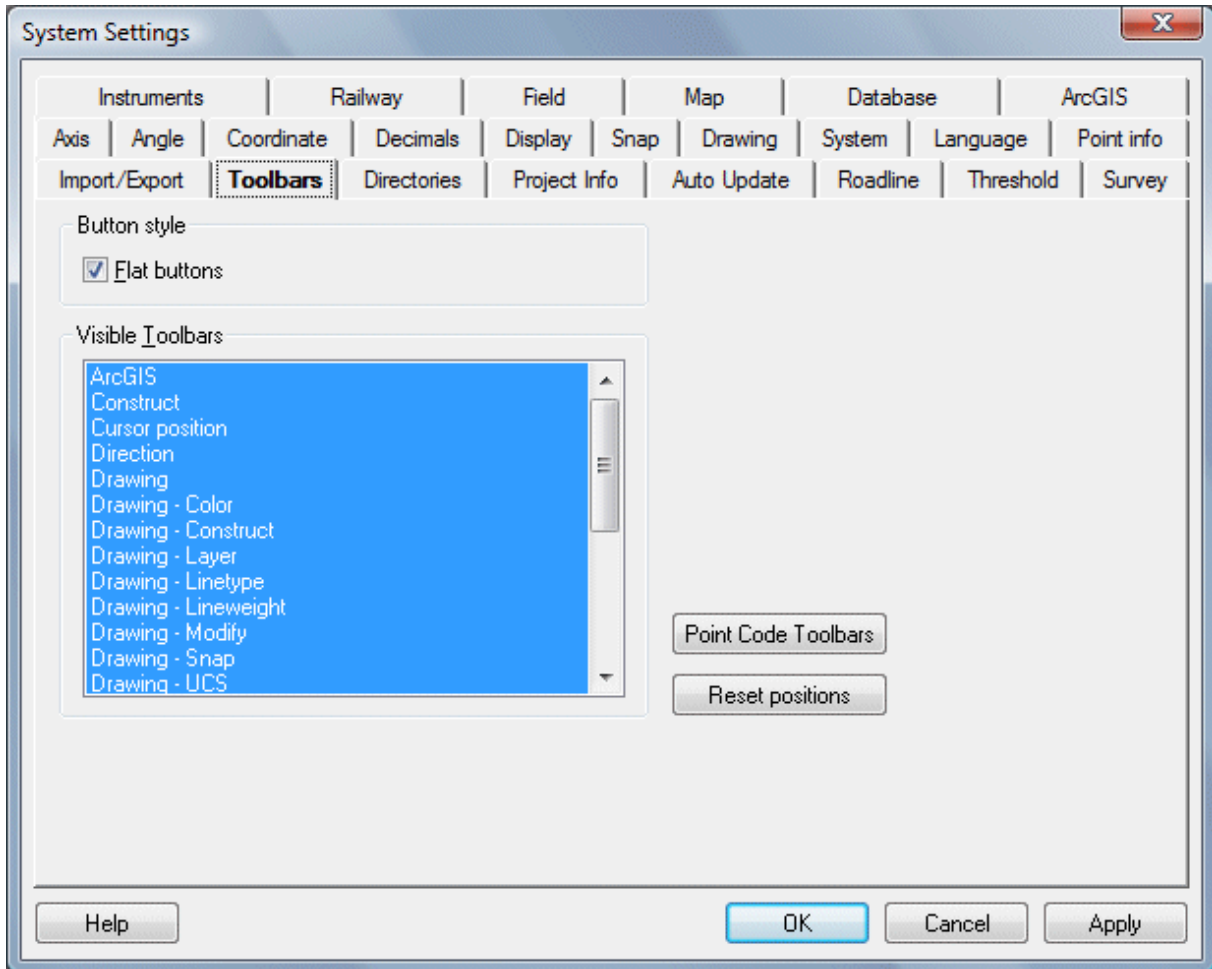 System Settings
Instruments Railway Field Map Database ArcGIS
Axis Angle Coordinate Decimals Display Snap Drawing System Language Point info
Import/Export Toolbars Directories Project Info Auto Update Roadline Threshold Survey
Button style
Flat buttons
Visible Toolbars
ArcGIS
Construct
Cursor position
Direction
Drawing
Drawing - Color
Drawing - Construct
Drawing - Layer
Drawing - Linetype
Drawing - Lineweight
Drawing - Modify
Drawing - Snap
Drawing - UCS
Point Code Toolbars
Reset positions
Help OK Cancel Apply